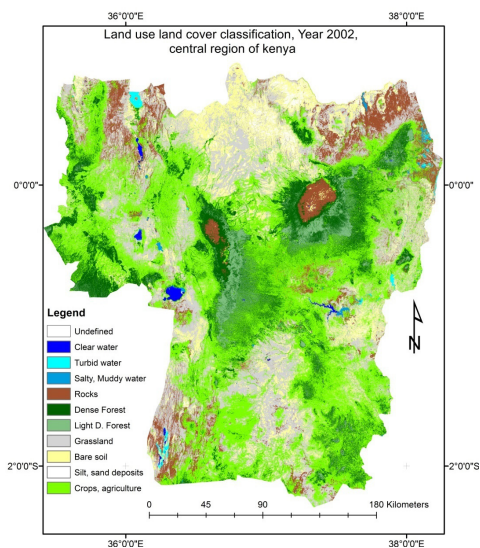 36°0'0"E
38°0'0"E
Land use land cover classification, Year 2002,
central region of kenya
0°0'0"
0°0'0"
Legend
Undefined
Clear water
Turbid water
Salty, Muddy water
Rocks
Dense Forest
Light D. Forest
Grassland
Bare soil
Silt, sand deposits
Crops, agriculture
N
2°0'0"S
2°0'0"S
0 45 90 180 Kilometers
36°0'0"E
38°0'0"E